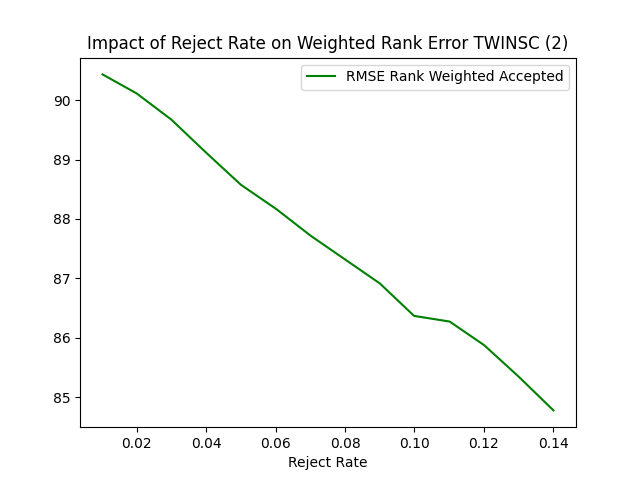 Impact of Reject Rate on Weighted Rank Error TWINSC (2)
RMSE Rank Weighted Accepted
90
89
88
87
86
85
0.02 0.04 0.06 0.08 0.10 0.12 0.14
Reject Rate